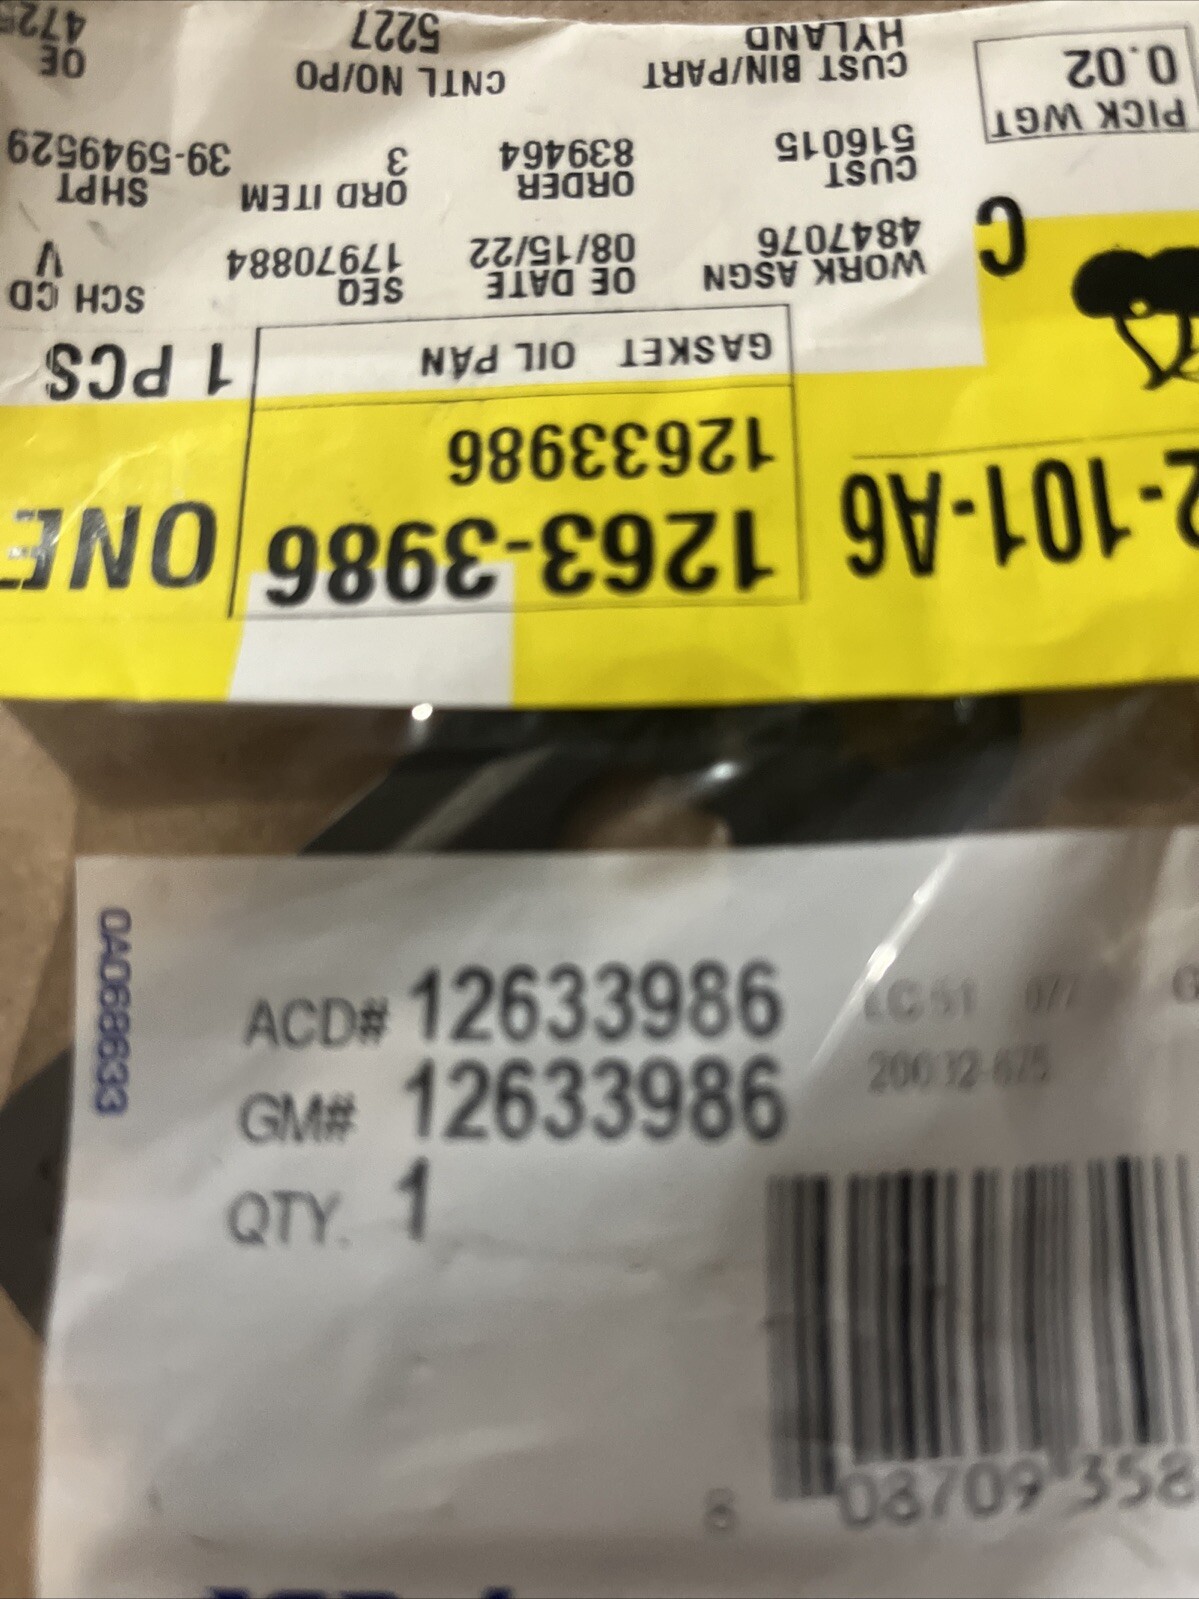 2-101-A6
1263-3986
ONE
12633986
GASKET OIL PAN
1 PCS
C
WORK ASGN
4847076
OE DATE
08/15/22
SEQ
17970884
SCH CD
V
CUST
516015
ORDER
839464
ORD ITEM
3
SHPT
39-5949529
PICK WGT
0.02
CUST BIN/PART
HYLAND
CNTL NO/PO
5227
OE
0A068633
ACD# 12633986
GM# 12633986
QTY. 1
8 08709 358